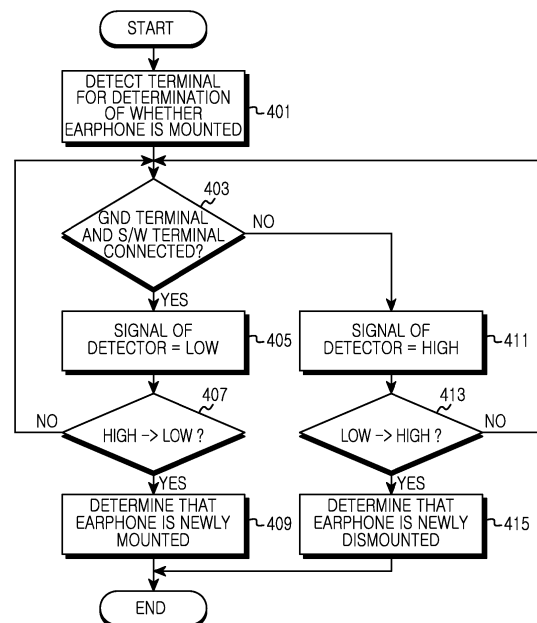 START
DETECT TERMINAL
FOR DETERMINATION
OF WHETHER
EARPHONE IS MOUNTED
401
403
GND TERMINAL
AND S/W TERMINAL
CONNECTED?
NO
YES
SIGNAL OF
DETECTOR = LOW
405
SIGNAL OF
DETECTOR = HIGH
411
407
HIGH -> LOW ?
NO
YES
413
LOW -> HIGH ?
NO
YES
DETERMINE THAT
EARPHONE IS NEWLY
MOUNTED
409
DETERMINE THAT
EARPHONE IS NEWLY
DISMOUNTED
415
END